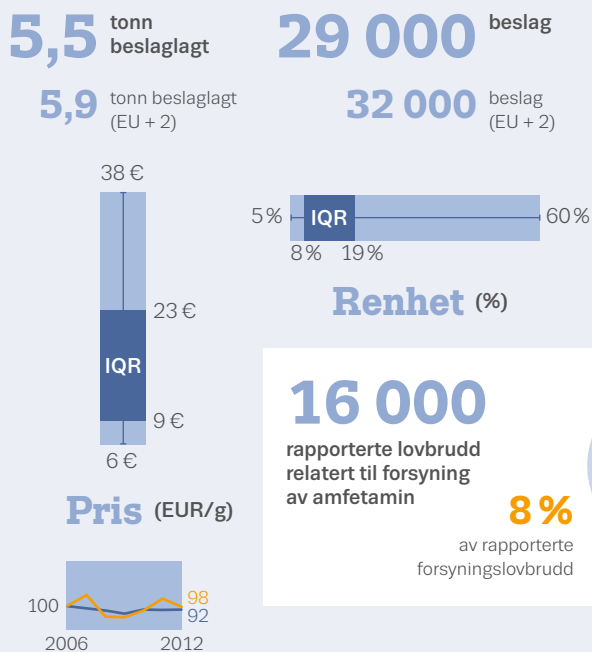 5,5 tonn
beslaglagt
29 000 beslag
5,9 tonn beslaglagt
(EU + 2)
32 000 beslag
(EU + 2)
38 €
23 €
IQR
9 €
6 €
Pris (EUR/g)
100
98
92
2006 2012
5 % IQR 60 %
8 % 19 %
Renhet (%)
16 000
rapporterte lovbrudd
relatert til forsyning
av amfetamin
8 %
av rapporterte
forsyningslovbrudd